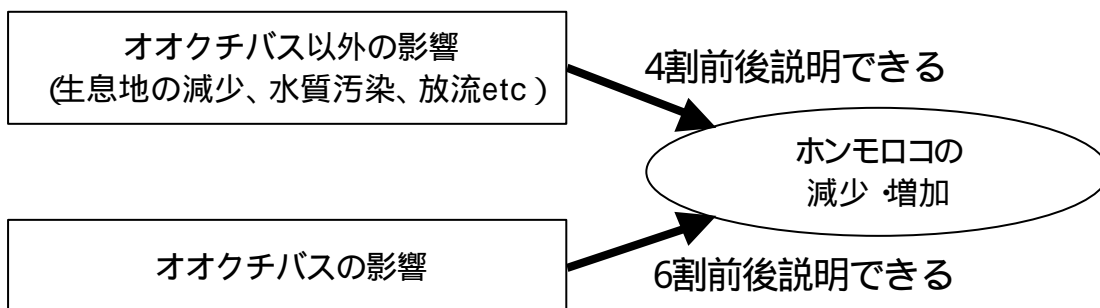 オオクチバス以外の影響
(生息地の減少、水質汚染、放流etc)
4割前後説明できる
ホンモロコの
減少・増加
オオクチバスの影響
6割前後説明できる